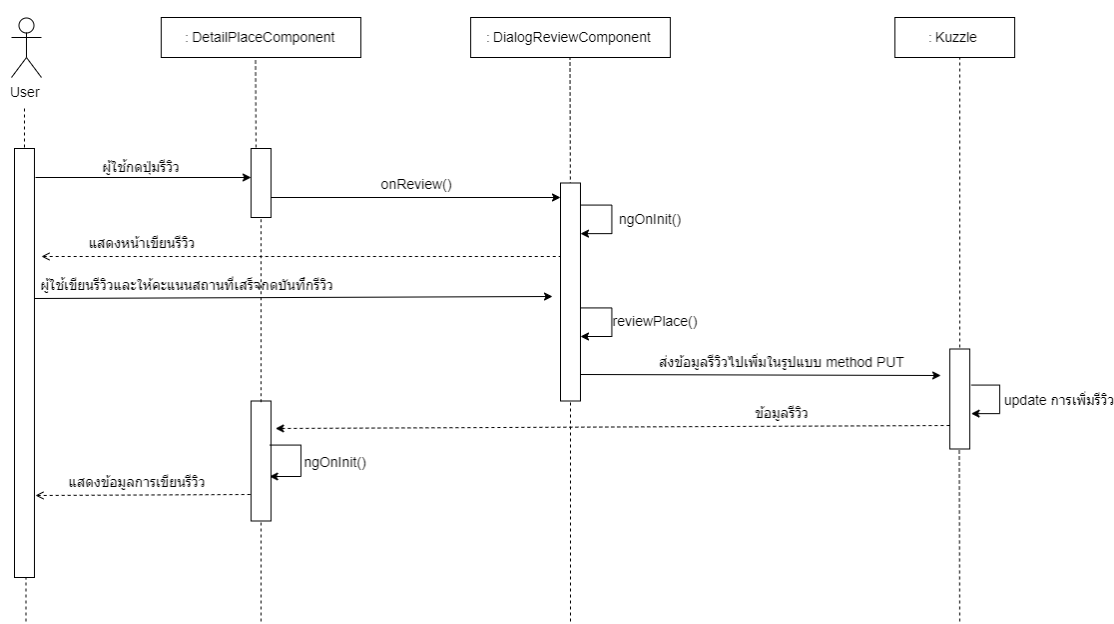 : DetailPlaceComponent
: DialogReviewComponent
: Kuzzle
User
ผู้ใช้กดปุ่มรีวิว
onReview()
ngOnInit()
แสดงหน้าเขียนรีวิว
ผู้ใช้เขียนรีวิวและให้คะแนนสถานที่เสร็จกดบันทึกรีวิว
reviewPlace()
ส่งข้อมูลรีวิวไปเพิ่มในรูปแบบ method PUT
update การเพิ่มรีวิว
ข้อมูลรีวิว
ngOnInit()
แสดงข้อมูลการเขียนรีวิว